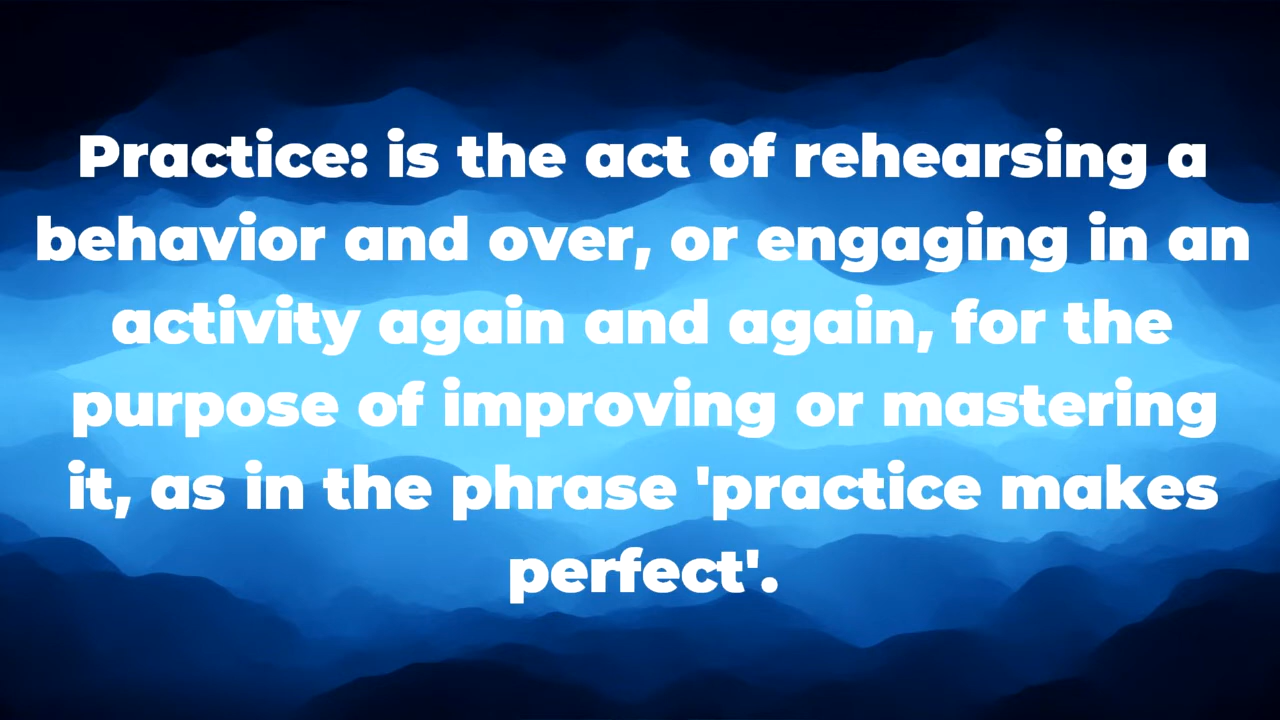 Practice: is the act of rehearsing a
behavior and over, or engaging in an
activity again and again, for the
purpose of improving or mastering
it, as in the phrase 'practice makes
perfect'.